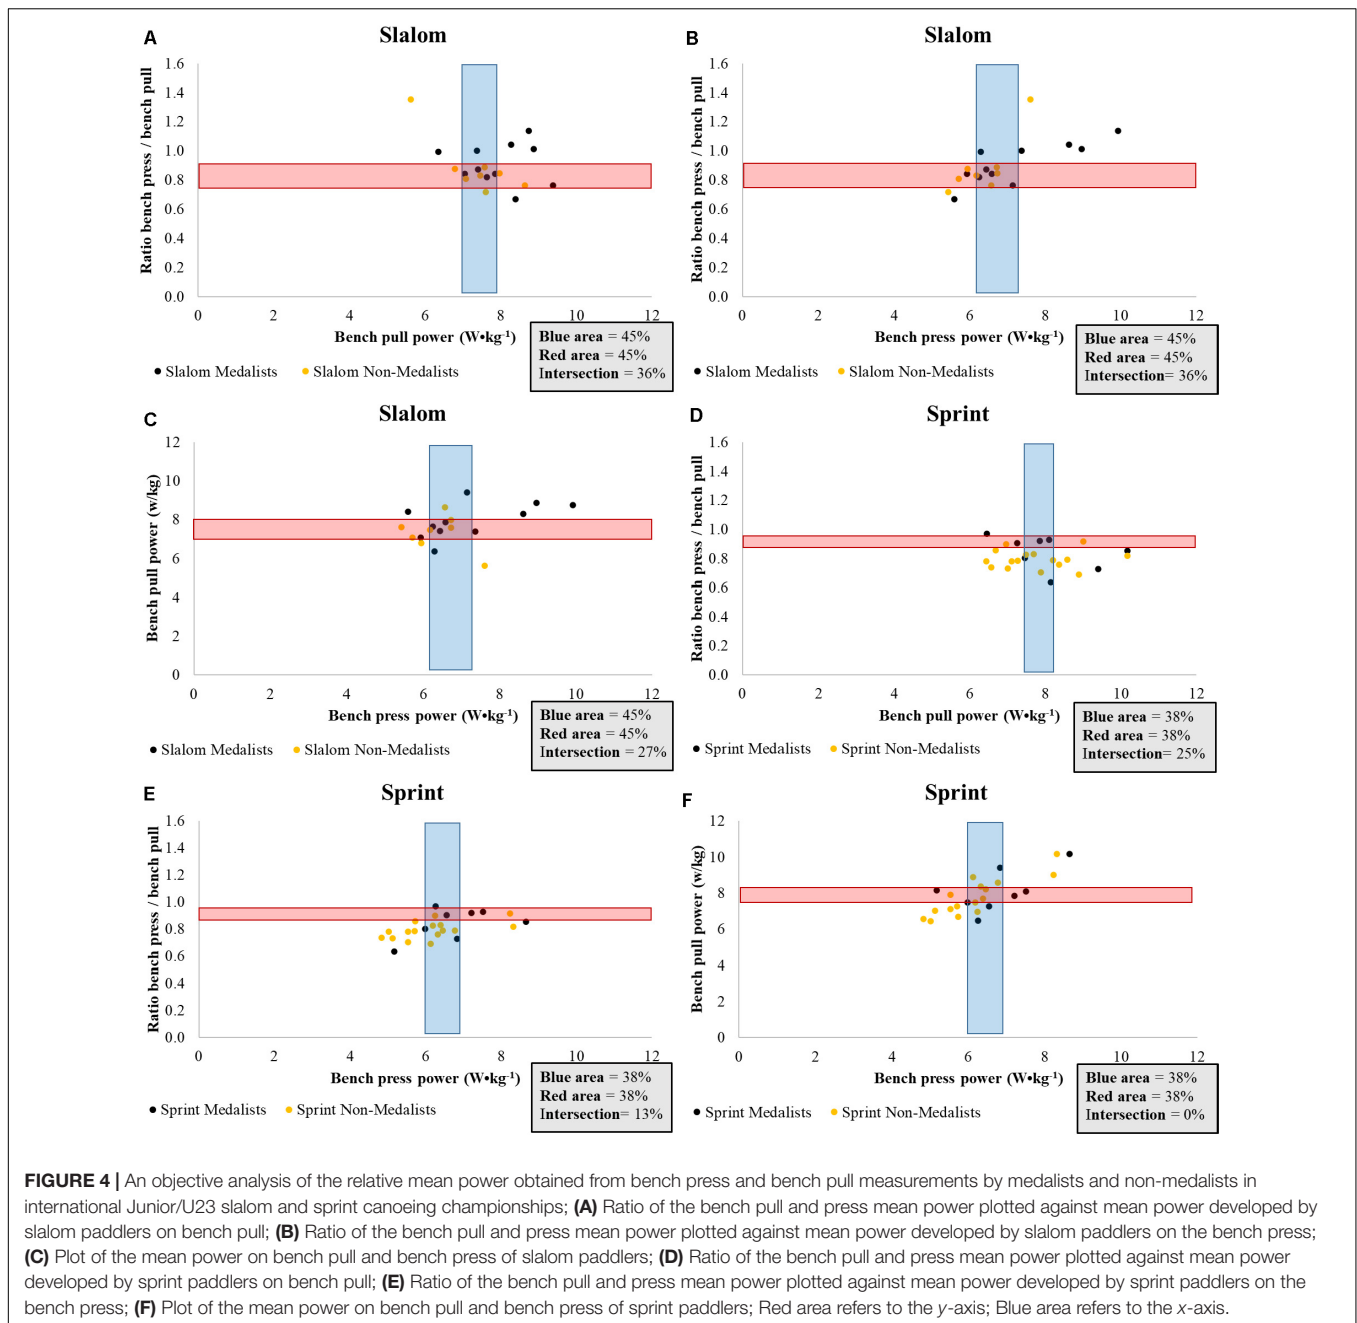 A
Slalom
Ratio bench press / bench pull
1.6
1.4
1.2
1.0
0.8
0.6
0.4
0.2
0.0
0 2 4 6 8 10 12
Bench pull power (W•kg-1)
Slalom Medalists Slalom Non-Medalists
Blue area = 45%
Red area = 45%
Intersection = 36%
B
Slalom
Ratio bench press / bench pull
1.6
1.4
1.2
1.0
0.8
0.6
0.4
0.2
0.0
0 2 4 6 8 10 12
Bench press power (W•kg-1)
Slalom Medalists Slalom Non-Medalists
Blue area = 45%
Red area = 45%
Intersection= 36%
C
Slalom
Bench pull power (w/kg)
12
10
8
6
4
2
0
0 2 4 6 8 10 12
Bench press power (W•kg-1)
Slalom Medalists Slalom Non-Medalists
Blue area = 45%
Red area = 45%
Intersection = 27%
D
Sprint
Ratio bench press / bench pull
1.6
1.4
1.2
1.0
0.8
0.6
0.4
0.2
0.0
0 2 4 6 8 10 12
Bench pull power (W•kg-1)
Sprint Medalists Sprint Non-Medalists
Blue area = 38%
Red area = 38%
Intersection= 25%
E
Sprint
Ratio bench press / bench pull
1.6
1.4
1.2
1.0
0.8
0.6
0.4
0.2
0.0
0 2 4 6 8 10 12
Bench press power (W•kg-1)
Sprint Medalists Sprint Non-Medalists
Blue area = 38%
Red area = 38%
Intersection= 13%
F
Sprint
Bench pull power (w/kg)
12
10
8
6
4
2
0
0 2 4 6 8 10 12
Bench press power (W•kg-1)
Sprint Medalists Sprint Non-Medalists
Blue area = 38%
Red area = 38%
Intersection = 0%
FIGURE 4 | An objective analysis of the relative mean power obtained from bench press and bench pull measurements by medalists and non-medalists in
international Junior/U23 slalom and sprint canoeing championships; (A) Ratio of the bench pull and press mean power plotted against mean power developed by
slalom paddlers on bench pull; (B) Ratio of the bench pull and press mean power plotted against mean power developed by slalom paddlers on the bench press;
(C) Plot of the mean power on bench pull and bench press of slalom paddlers; (D) Ratio of the bench pull and press mean power plotted against mean power
developed by sprint paddlers on bench pull; (E) Ratio of the bench pull and press mean power plotted against mean power developed by sprint paddlers on the
bench press; (F) Plot of the mean power on bench pull and bench press of sprint paddlers; Red area refers to the y-axis; Blue area refers to the x-axis.